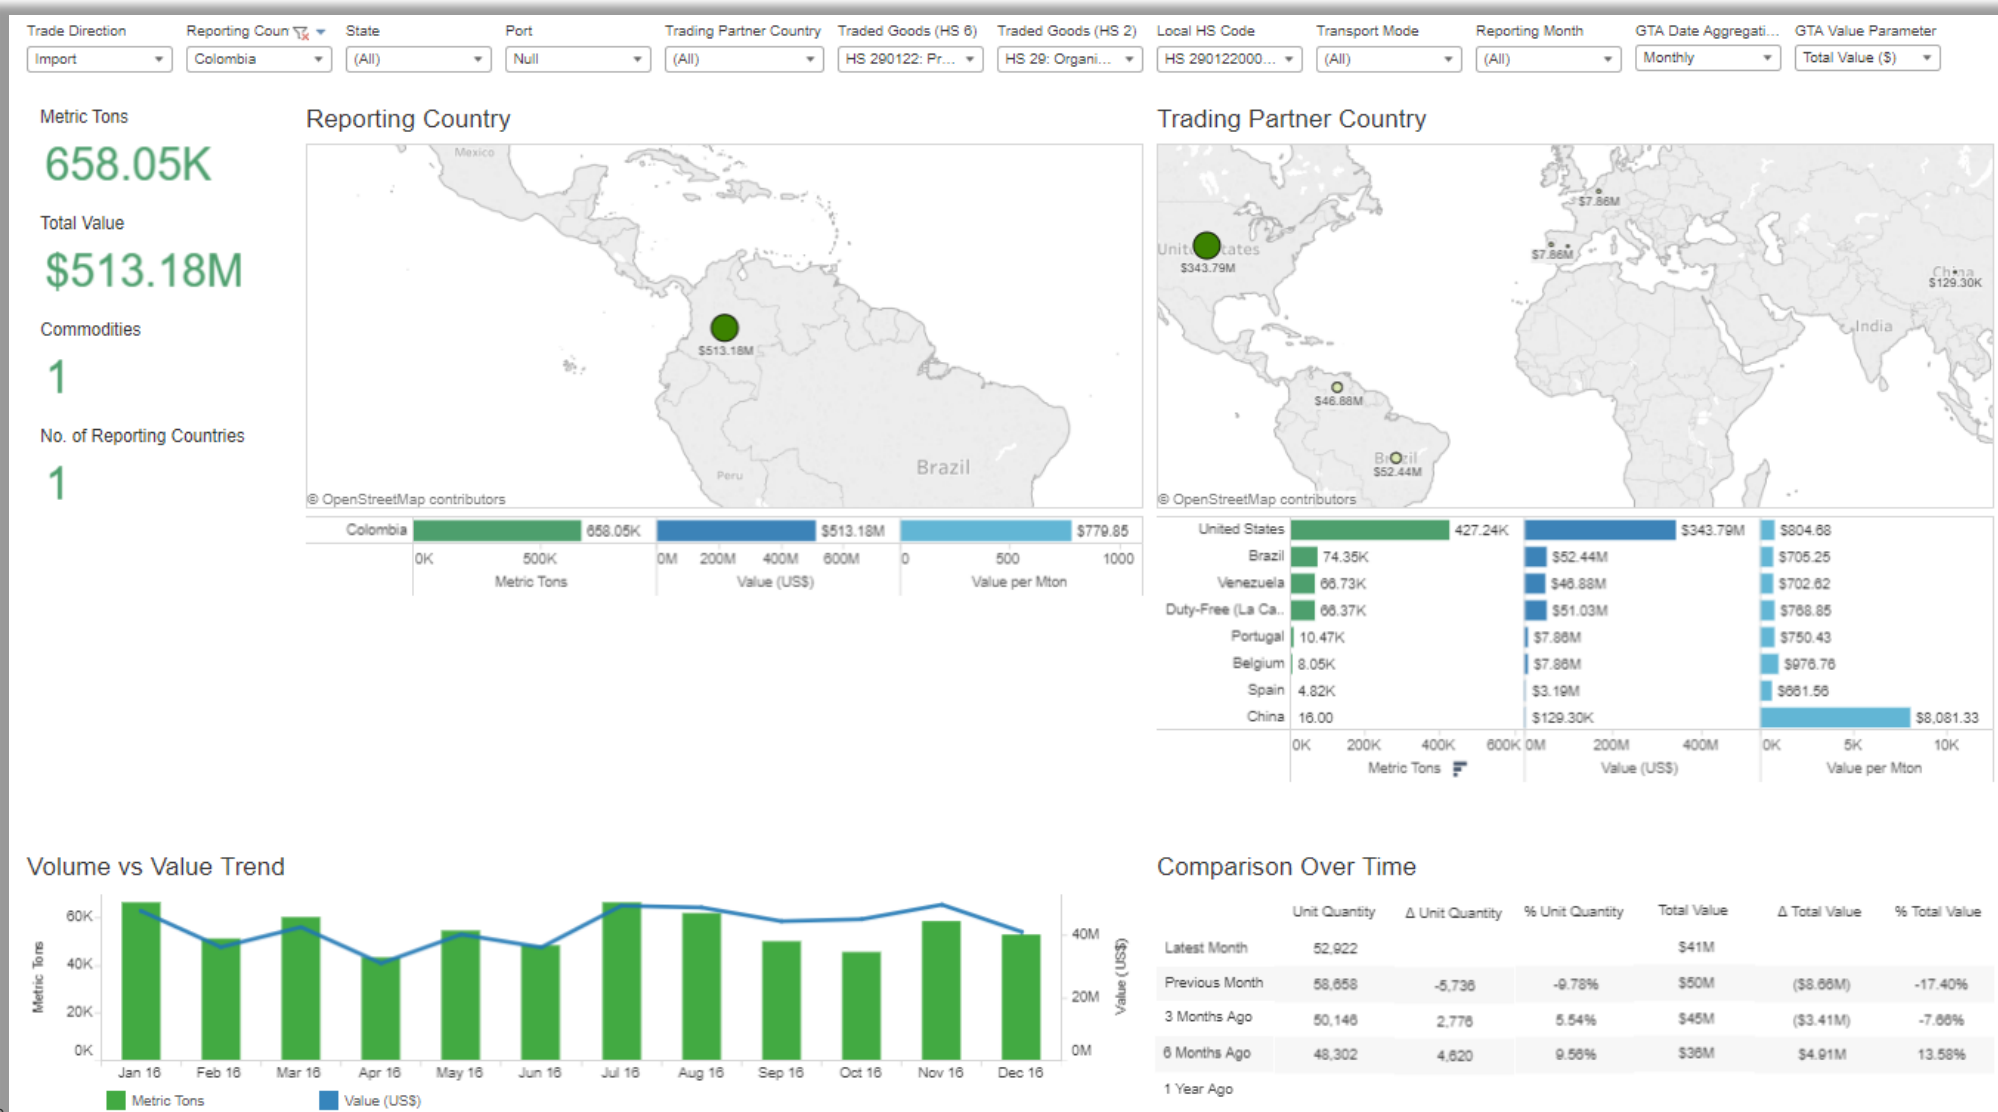 Trade Direction
Reporting Coun
State
Port
Trading Partner Country
Traded Goods (HS 6)
Traded Goods (HS 2)
Local HS Code
Transport Mode
Reporting Month
GTA Date Aggregati...
GTA Value Parameter
Import
Colombia
(All)
Null
(All)
HS 290122: Pr...
HS 29: Organi...
HS 290122000...
(All)
(All)
Monthly
Total Value ($)
Metric Tons
658.05K
Total Value
$513.18M
Commodities
1
No. of Reporting Countries
1
Reporting Country
Mexico
$513.18M
Brazil
Peru
© OpenStreetMap contributors
Colombia 658.05K $513.18M $779.85
0K 500K 0M 200M 400M 600M 0 500 1000
Metric Tons Value (US$) Value per Mton
Trading Partner Country
$7.86M
United States
$343.79M
$7.86M
China
$129.30K
India
$46.88M
Brazil
$52.44M
© OpenStreetMap contributors
United States 427.24K $343.79M $804.68
Brazil 74.35K $52.44M $705.25
Venezuela 66.73K $46.88M $702.62
Duty-Free (La Ca.. 66.37K $51.03M $768.85
Portugal 10.47K $7.86M $750.43
Belgium 8.05K $7.86M $976.76
Spain 4.82K $3.19M $661.56
China 16.00 $129.30K $8,081.33
0K 200K 400K 600K 0M 200M 400M 0K 5K 10K
Metric Tons Value (US$) Value per Mton
Volume vs Value Trend
60K
40K
20K
0K
Metric Tons
40M
20M
0M
Value (US$)
Jan 16 Feb 16 Mar 16 Apr 16 May 16 Jun 16 Jul 16 Aug 16 Sep 16 Oct 16 Nov 16 Dec 16
Metric Tons Value (US$)
Comparison Over Time
Unit Quantity Δ Unit Quantity % Unit Quantity Total Value Δ Total Value % Total Value
Latest Month 52,922 $41M
Previous Month 58,658 -5,736 -9.78% $50M ($8.66M) -17.40%
3 Months Ago 50,146 2,776 5.54% $45M ($3.41M) -7.66%
6 Months Ago 48,302 4,620 9.56% $36M $4.91M 13.58%
1 Year Ago